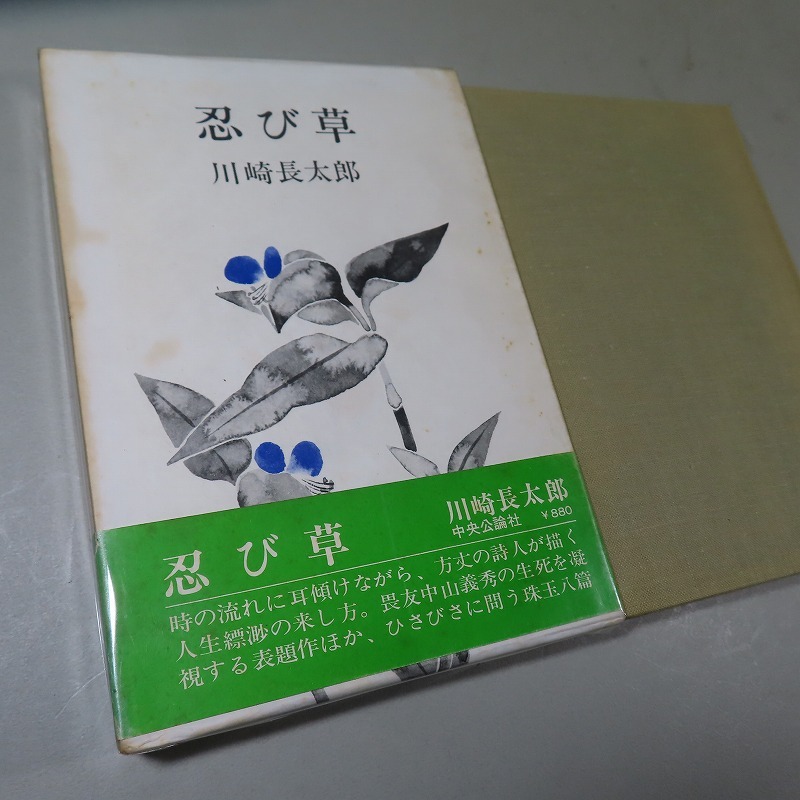 忍び草
川崎長太郎
忍び草
川崎長太郎
中央公論社 ￥880
時の流れに耳傾けながら、方丈の詩人が描く
人生縹渺の来し方。畏友中山義秀の生死を凝
視する表題作ほか、ひさびさに問う珠玉八篇